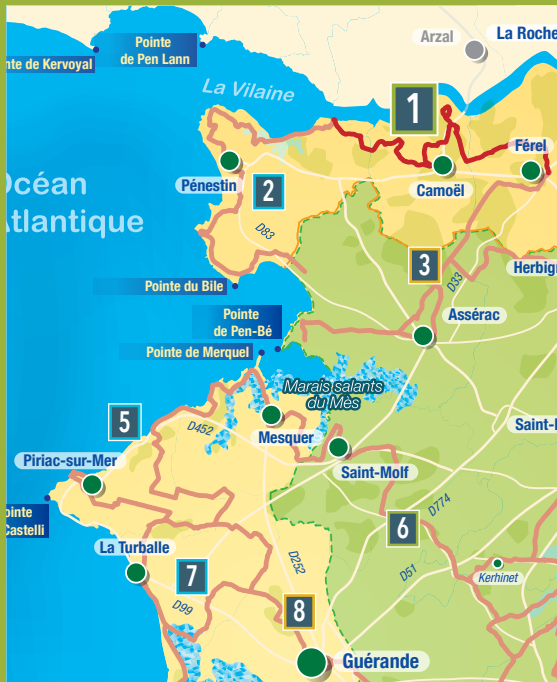 Pointe
de Pen Lann
nte de Kervoyal
Arzal
La Roche
La Vilaine
1
Férel
Camoël
Pénestin
2
Océan
Atlantique
D83
3
D33
Herbig
Pointe du Bile
Pointe
de Pen-Bé
Assérac
Pointe de Merquel
Marais salants
du Mès
5
D452
Mesquer
Saint-
Piriac-sur-Mer
Saint-Molf
ointe
Castelli
D774
6
La Turballe
D252
7
D51
Kerhinet
D99
8
Guérande